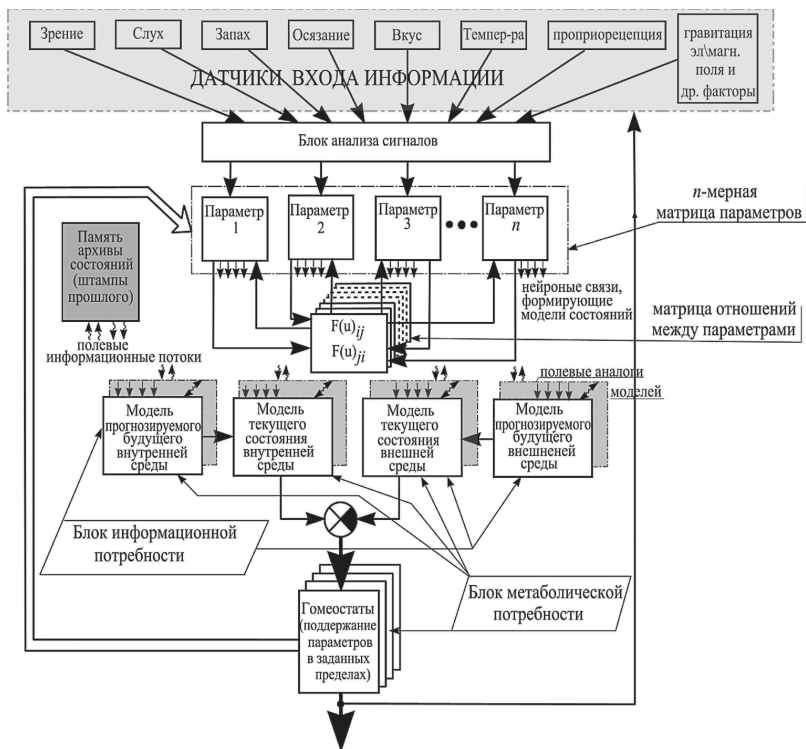 Зрение
Слух
Запах
Осязание
Вкус
Темпер-ра
проприорецепция
гравитация
эл\магн.
поля и
др. факторы
ДАТЧИКИ ВХОДА ИНФОРМАЦИИ
Блок анализа сигналов
Параметр
1
Параметр
2
Параметр
3
Параметр
n
n-мерная
матрица параметров
Память
архивы
состояний
(штампы
прошлого)
полевые
информационные потоки
нейроные связи,
формирующие
модели состояний
F(u)ij
F(u)ji
матрица отношений
между параметрами
полевые аналоги
моделей
Модель
прогнозируемого
будущего
внутренней
среды
Модель
текущего
состояния
внутренней
среды
Модель
текущего
состояния
внешней
среды
Модель
прогнозируемого
будущего
внешненей
среды
Блок информационной
потребности
Блок метаболической
потребности
Гомеостаты
(поддержание
параметров
в заданных
пределах)